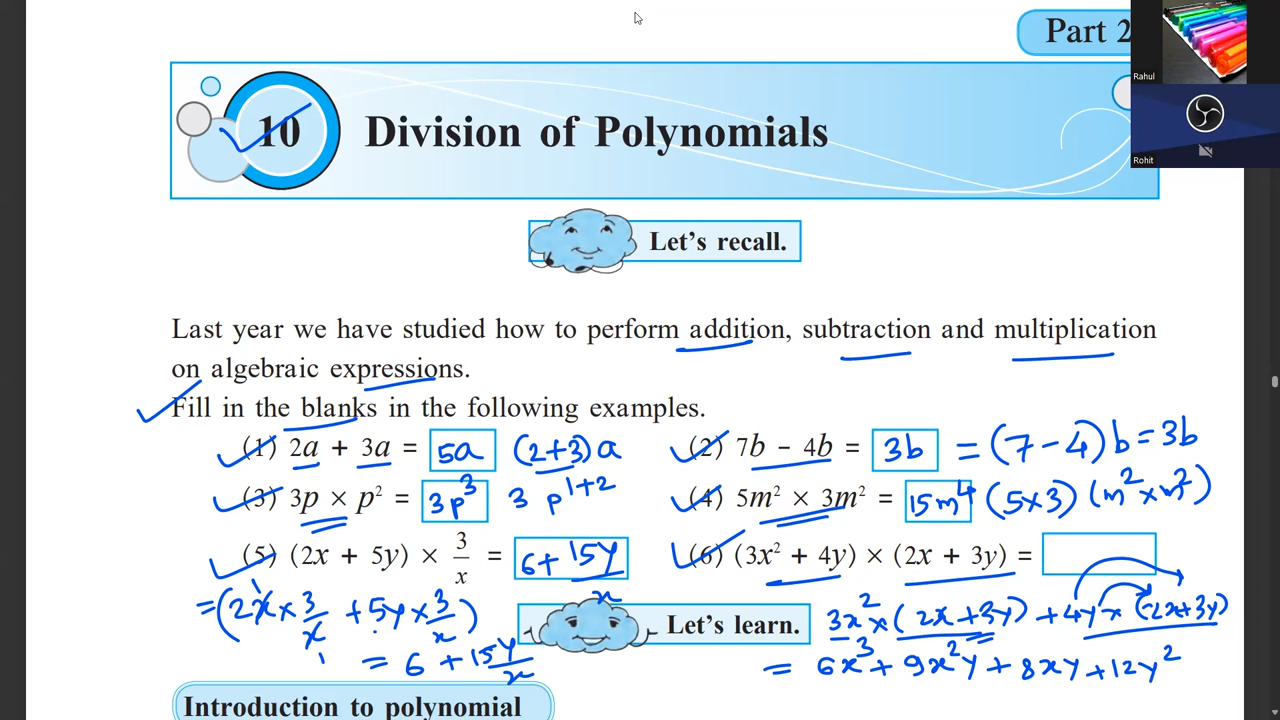 Part 2
Rahul
Rohit
10 Division of Polynomials
Let's recall.
Last year we have studied how to perform addition, subtraction and multiplication
on algebraic expressions.
Fill in the blanks in the following examples.
(1) 2a + 3a = 5a (2+3)a (2) 7b - 4b = 3b = (7-4)b = 3b
(3) 3p × p² = 3p³ 3 p^1+2 (4) 5m² × 3m² = 15m⁴ (5×3) (m²×m²)
(5) (2x + 5y) × 3/x = 6 + 15y/x (6) (3x² + 4y) × (2x + 3y) =
= (2x × 3/x + 5y × 3/x) 3x² × (2x+3y) + 4y × (2x+3y)
Let's learn.
= 6 + 15y/x = 6x³ + 9x²y + 8xy + 12y²
Introduction to polynomial